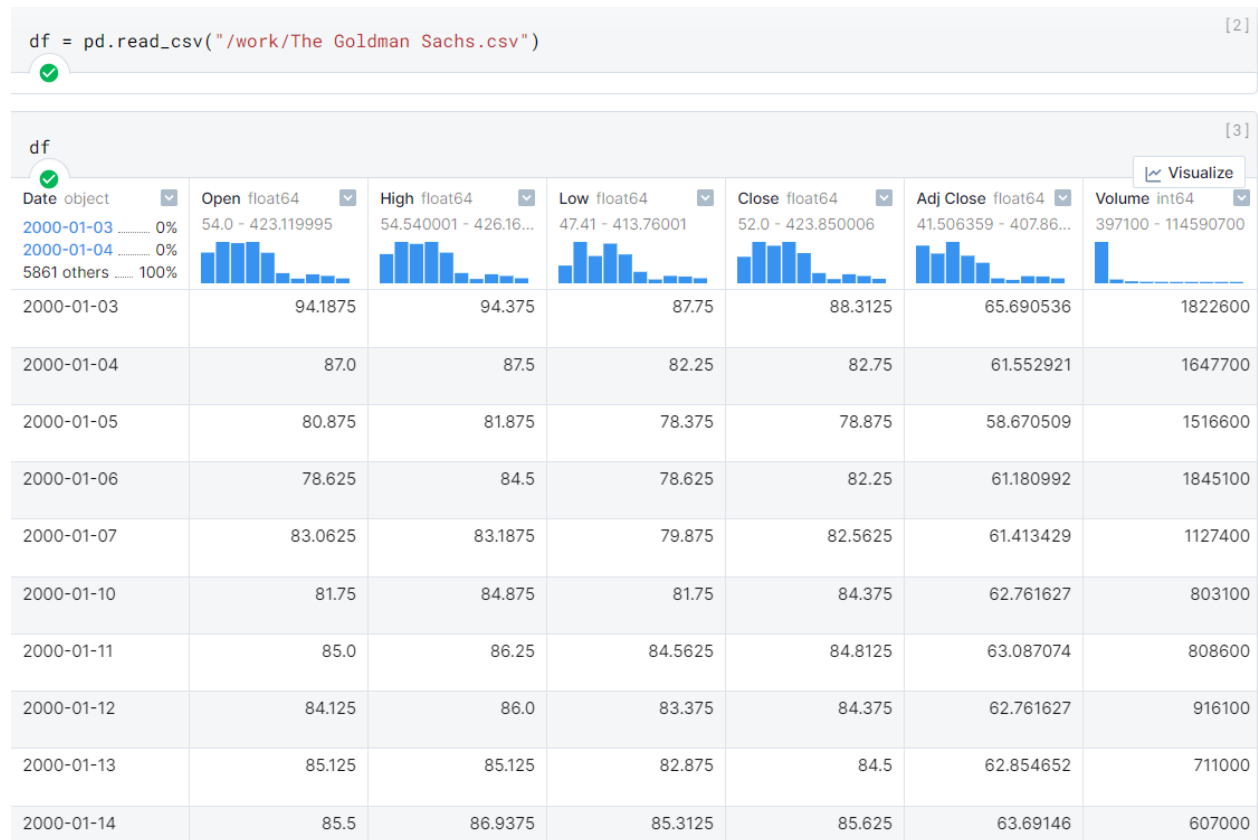 [2]
df = pd.read_csv("/work/The Goldman Sachs.csv")
[3]
df
Visualize
Date object Open float64 High float64 Low float64 Close float64 Adj Close float64 Volume int64
2000-01-03 0% 54.0 - 423.119995 54.540001 - 426.16... 47.41 - 413.76001 52.0 - 423.850006 41.506359 - 407.86... 397100 - 114590700
2000-01-04 0%
5861 others 100%
2000-01-03 94.1875 94.375 87.75 88.3125 65.690536 1822600
2000-01-04 87.0 87.5 82.25 82.75 61.552921 1647700
2000-01-05 80.875 81.875 78.375 78.875 58.670509 1516600
2000-01-06 78.625 84.5 78.625 82.25 61.180992 1845100
2000-01-07 83.0625 83.1875 79.875 82.5625 61.413429 1127400
2000-01-10 81.75 84.875 81.75 84.375 62.761627 803100
2000-01-11 85.0 86.25 84.5625 84.8125 63.087074 808600
2000-01-12 84.125 86.0 83.375 84.375 62.761627 916100
2000-01-13 85.125 85.125 82.875 84.5 62.854652 711000
2000-01-14 85.5 86.9375 85.3125 85.625 63.69146 607000